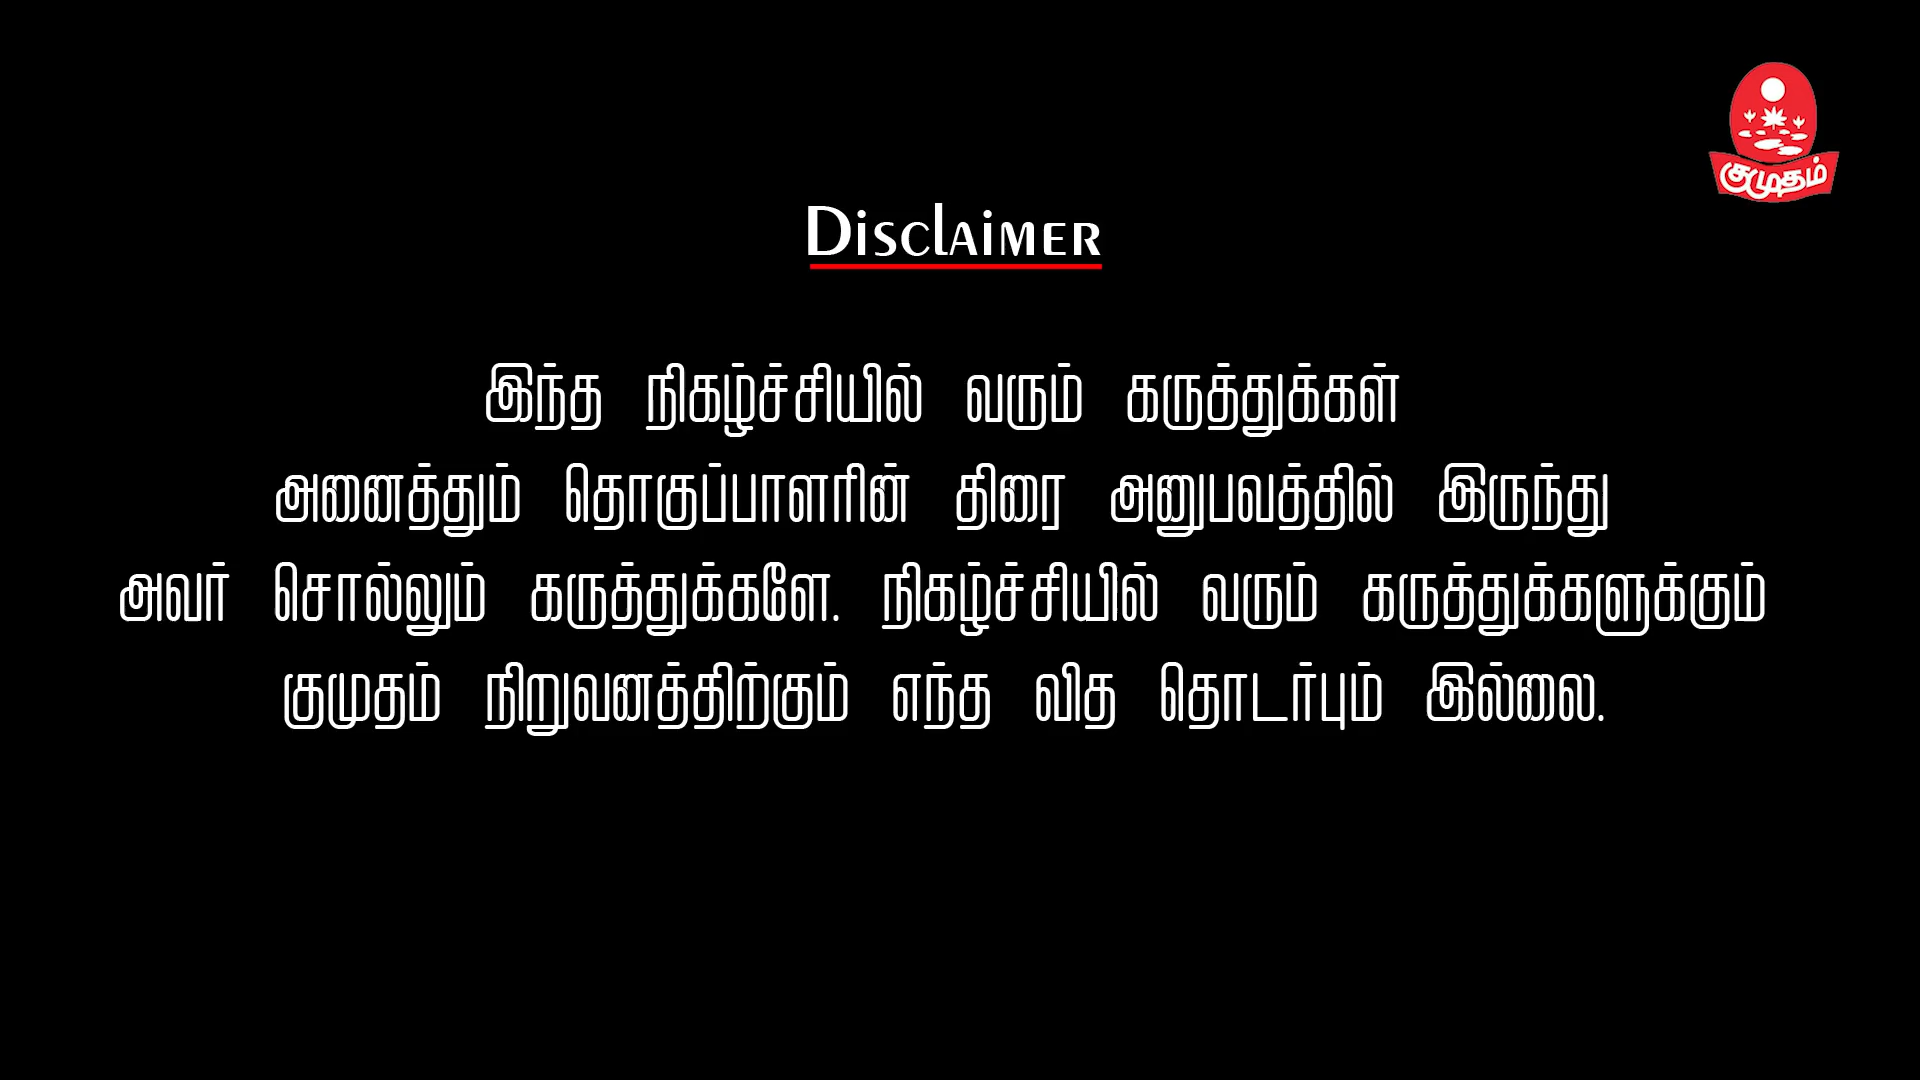 குமுதம்
Disclaimer
இந்த நிகழ்ச்சியில் வரும் கருத்துக்கள்
அனைத்தும் தொகுப்பாளரின் திரை அனுபவத்தில் இருந்து
அவர் சொல்லும் கருத்துக்களே. நிகழ்ச்சியில் வரும் கருத்துக்களுக்கும்
குமுதம் நிறுவனத்திற்கும் எந்த வித தொடர்பும் இல்லை.